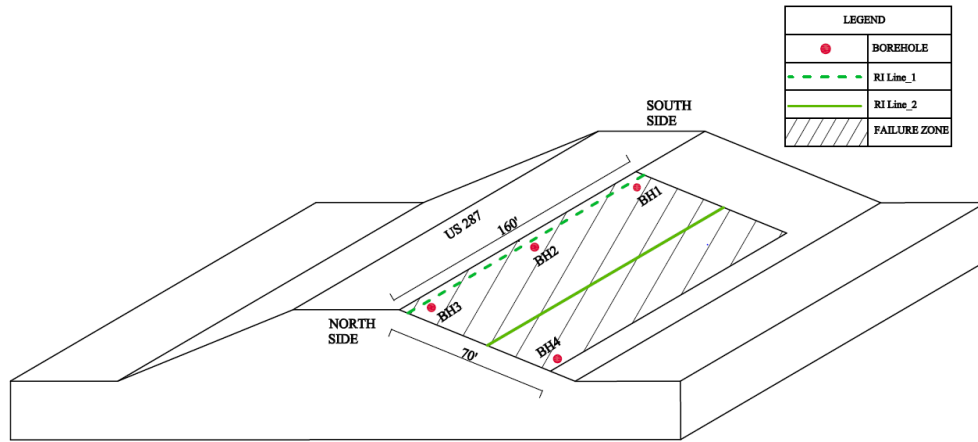 LEGEND
BOREHOLE
RI Line_1
RI Line_2
FAILURE ZONE
SOUTH
SIDE
BH1
US 287
160'
BH2
BH3
NORTH
SIDE
BH4
70'